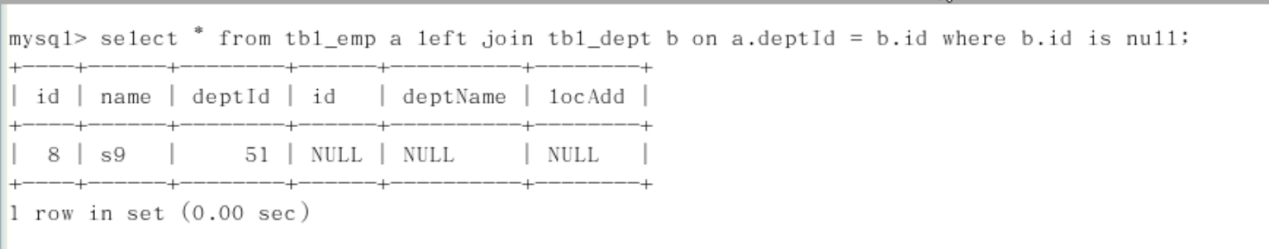 mysql> select * from tbl_emp a left join tbl_dept b on a.deptId = b.id where b.id is null;
+----+------+--------+------+----------+--------+
| id | name | deptId | id   | deptName | locAdd |
+----+------+--------+------+----------+--------+
|  8 | s9   |     51 | NULL | NULL     | NULL   |
+----+------+--------+------+----------+--------+
1 row in set (0.00 sec)